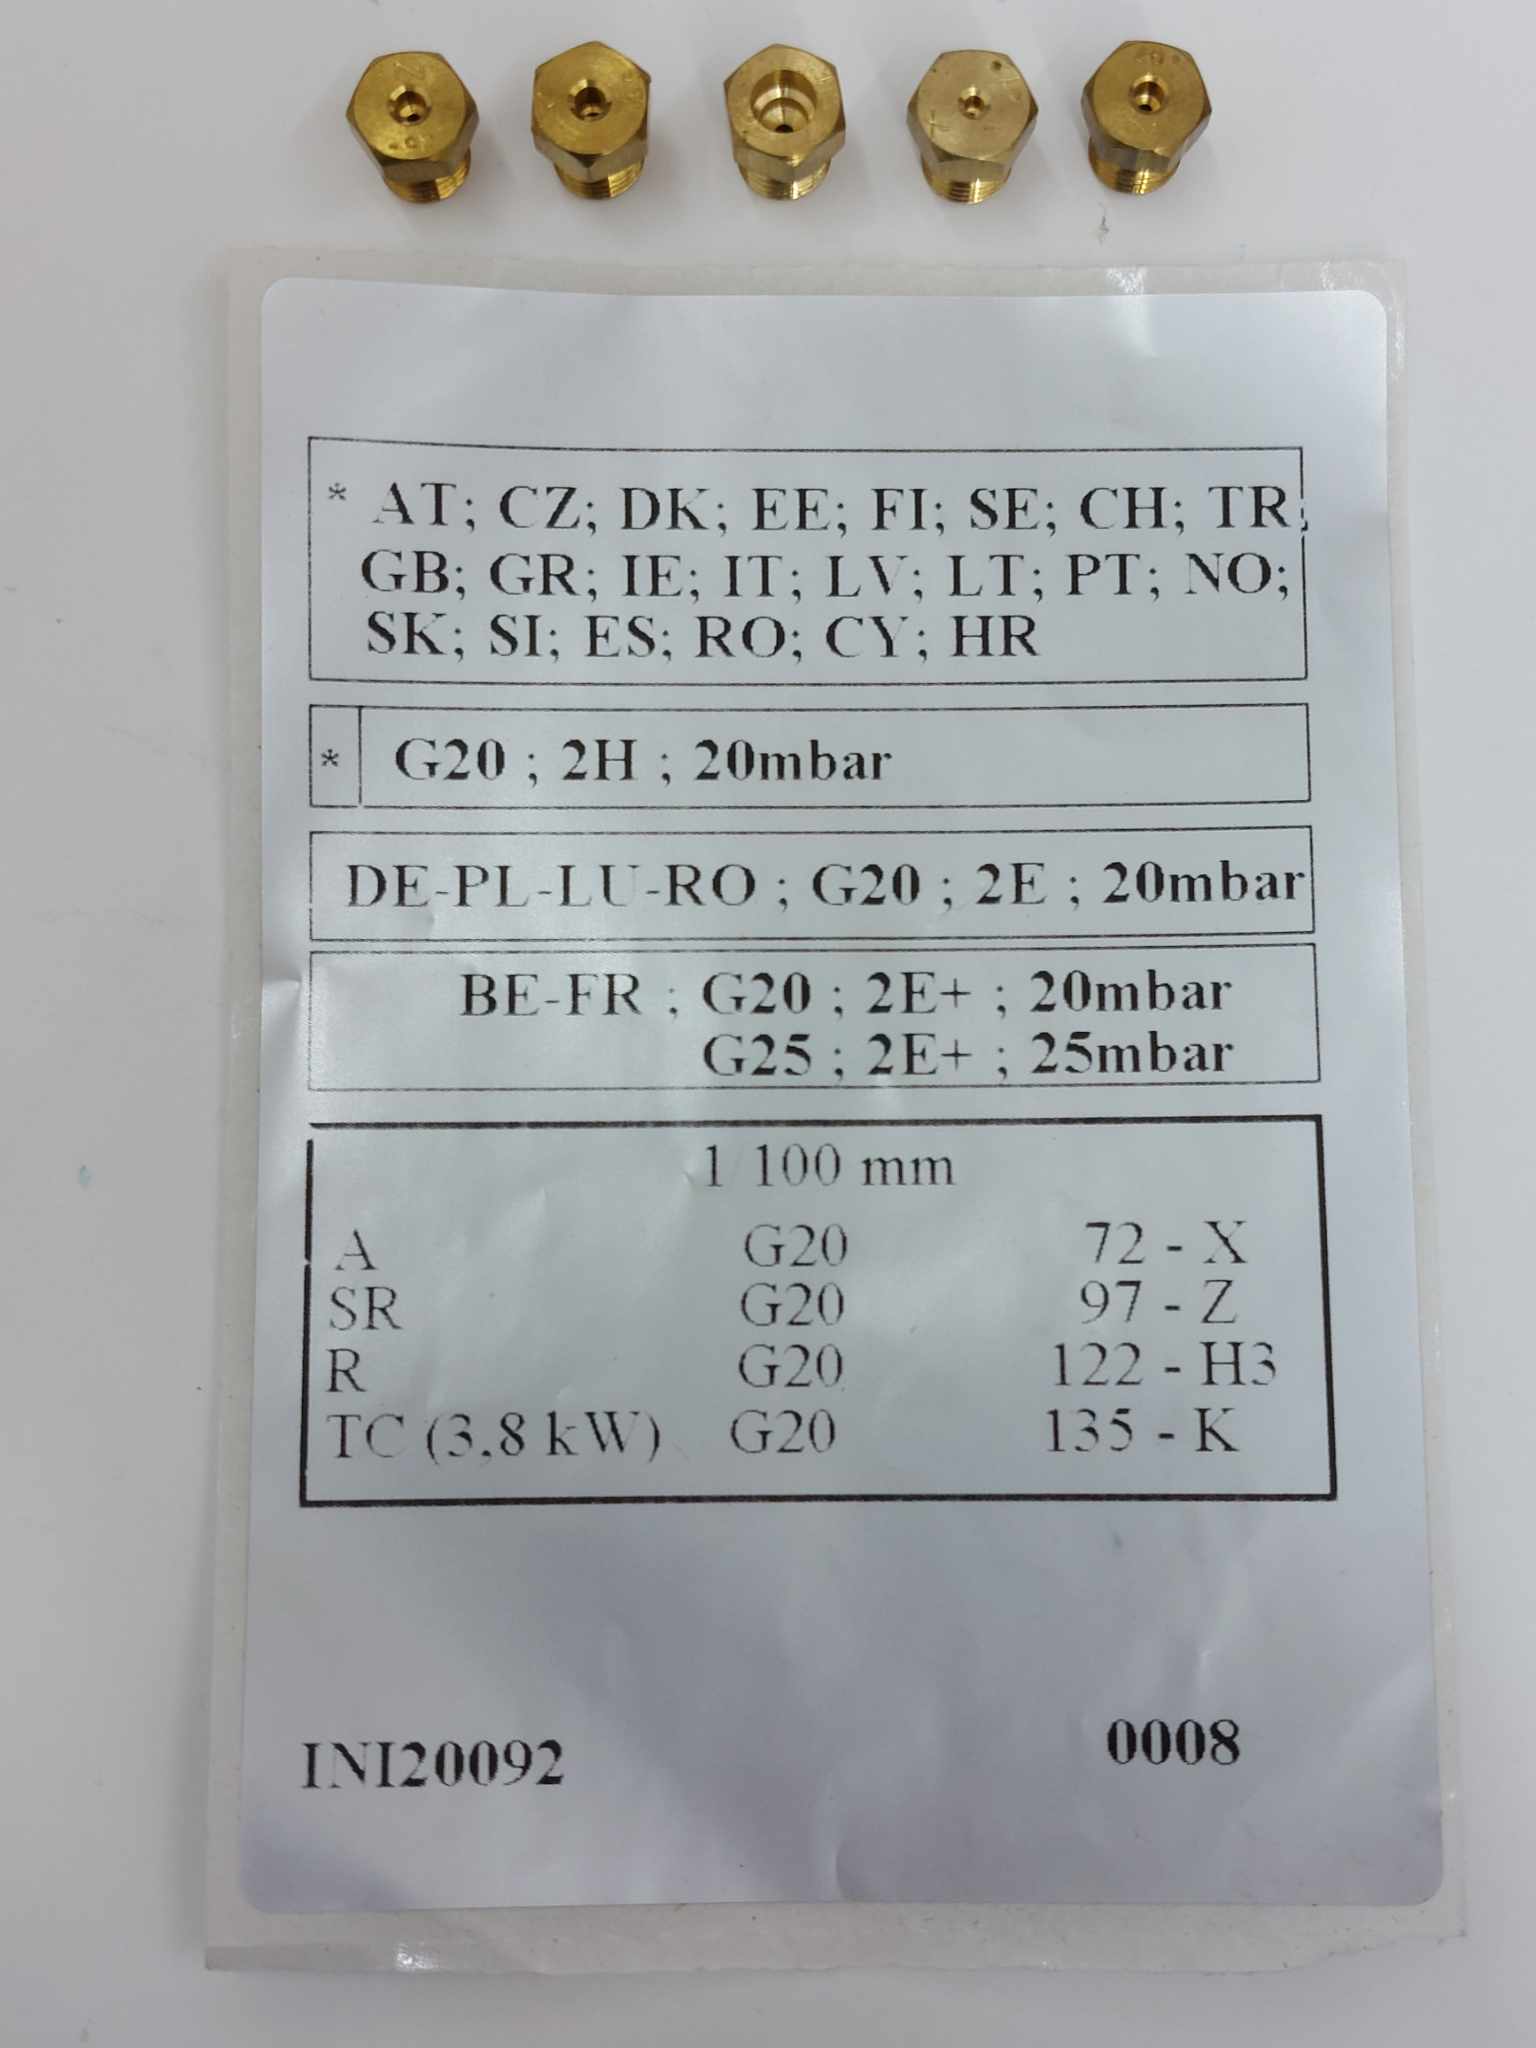 * AT; CZ; DK; EE; FI; SE; CH; TR;
GB; GR; IE; IT; LV; LT; PT; NO;
SK; SI; ES; RO; CY; HR
* G20 ; 2H ; 20mbar
DE-PL-LU-RO ; G20 ; 2E ; 20mbar
BE-FR ; G20 ; 2E+ ; 20mbar
G25 ; 2E+ ; 25mbar
1/100 mm
A G20 72 - X
SR G20 97 - Z
R G20 122 - H3
TC (3,8 kW) G20 135 - K
INI20092 0008